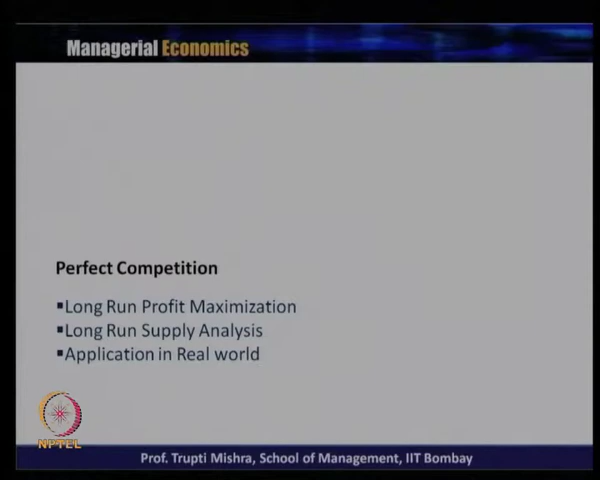 Managerial Economics
Perfect Competition
▪Long Run Profit Maximization
▪Long Run Supply Analysis
▪Application in Real world
NPTEL
Prof. Trupti Mishra, School of Management, IIT Bombay